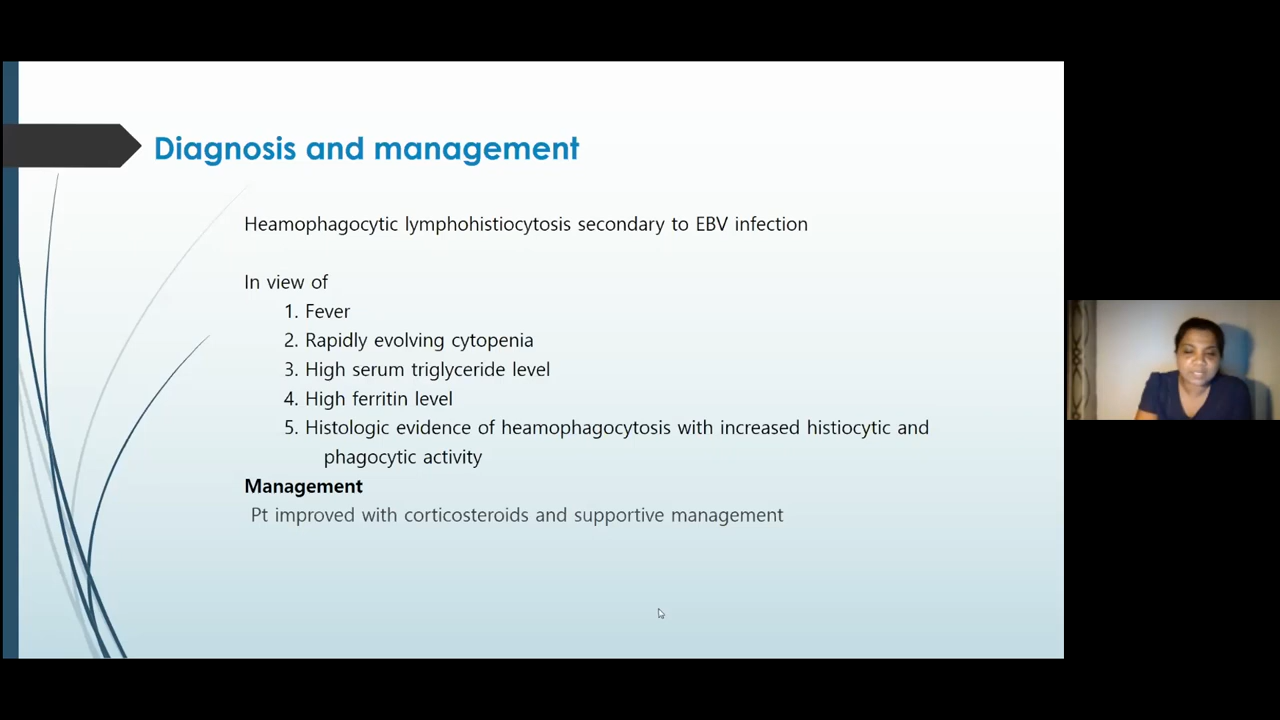 Diagnosis and management
Heamophagocytic lymphohistiocytosis secondary to EBV infection
In view of
1. Fever
2. Rapidly evolving cytopenia
3. High serum triglyceride level
4. High ferritin level
5. Histologic evidence of heamophagocytosis with increased histiocytic and
phagocytic activity
Management
Pt improved with corticosteroids and supportive management